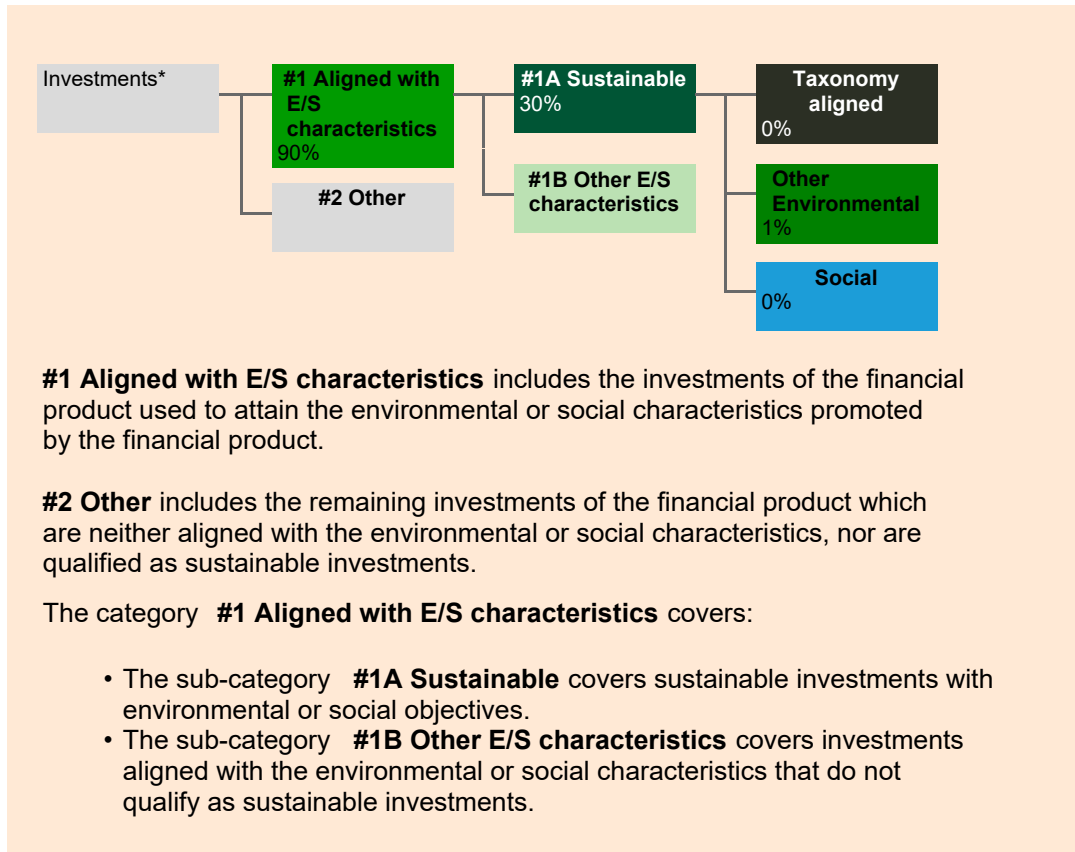 Investments*
#1 Aligned with
E/S
characteristics
90%
#2 Other
#1A Sustainable
30%
#1B Other E/S
characteristics
Taxonomy
aligned
0%
Other
Environmental
1%
Social
0%
#1 Aligned with E/S characteristics includes the investments of the financial
product used to attain the environmental or social characteristics promoted
by the financial product.
#2 Other includes the remaining investments of the financial product which
are neither aligned with the environmental or social characteristics, nor are
qualified as sustainable investments.
The category #1 Aligned with E/S characteristics covers:
• The sub-category #1A Sustainable covers sustainable investments with
environmental or social objectives.
• The sub-category #1B Other E/S characteristics covers investments
aligned with the environmental or social characteristics that do not
qualify as sustainable investments.